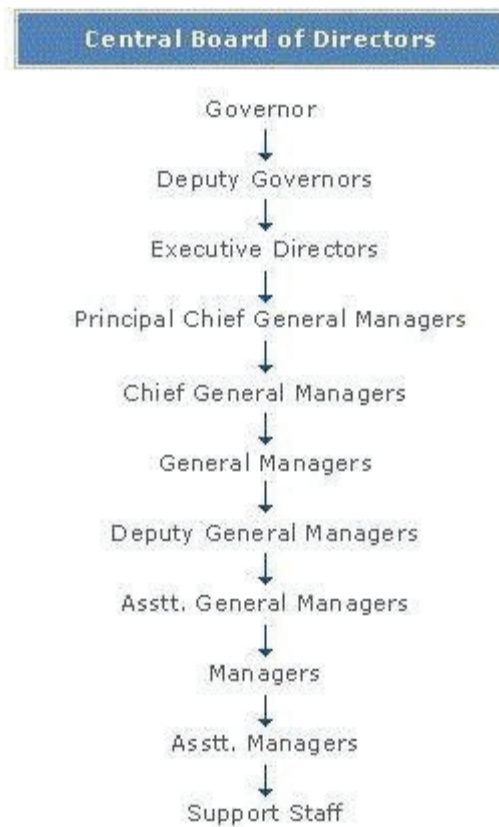 Central Board of Directors
Governor
Deputy Governors
Executive Directors
Principal Chief General Managers
Chief General Managers
General Managers
Deputy General Managers
Asstt. General Managers
Managers
Asstt. Managers
Support Staff